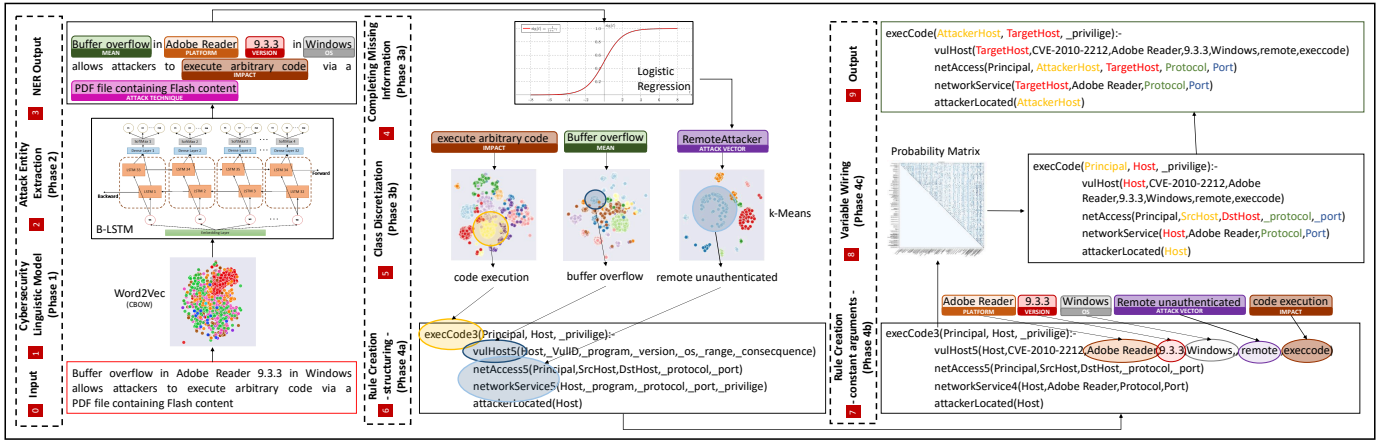 0 Input
1 Cybersecurity
Linguistic Model
(Phase 1)
2 Attack Entity
Extraction
(Phase 2)
3 NER Output
Buffer overflow in Adobe Reader 9.3.3 in Windows
MEAN PLATFORM VERSION OS
allows attackers to execute arbitrary code via a
IMPACT
PDF file containing Flash content
ATTACK TECHNIQUE
SoftMax 1
Dense Layer 1
LSTM 1
Forward
Backward
Embedding Layer
B-LSTM
Word2Vec
(CBOW)
Buffer overflow in Adobe Reader 9.3.3 in Windows
allows attackers to execute arbitrary code via a
PDF file containing Flash content
4 Completing Missing
Information
(Phase 3a)
5 Class Discretization
(Phase 3b)
6 Rule Creation
- structuring -
(Phase 4a)
Logistic
Regression
execute arbitrary code
IMPACT
Buffer overflow
MEAN
RemoteAttacker
ATTACK VECTOR
k-Means
code execution
buffer overflow
remote unauthenticated
execCode3(Principal, Host, _privilige):-
vulHost5(Host,_VulID,_program,_version,_os,_range,_consecquence)
netAccess5(Principal,SrcHost,DstHost,_protocol,_port)
networkService5(Host,_program,_protocol,_port,_privilige)
attackerLocated(Host)
7 Rule Creation
- constant arguments -
(Phase 4b)
8 Variable Wiring
(Phase 4c)
9 Output
execCode(AttackerHost, TargetHost, _privilige):-
vulHost(TargetHost,CVE-2010-2212,Adobe Reader,9.3.3,Windows,remote,execcode)
netAccess(Principal, AttackerHost, TargetHost, Protocol, Port)
networkService(TargetHost,Adobe Reader,Protocol,Port)
attackerLocated(AttackerHost)
Probability Matrix
execCode(Principal, Host, _privilige):-
vulHost(Host,CVE-2010-2212,Adobe
Reader,9.3.3,Windows,remote,execcode)
netAccess(Principal,SrcHost,DstHost,_protocol,_port)
networkService(Host,Adobe Reader,Protocol,Port)
attackerLocated(Host)
Adobe Reader
PLATFORM
9.3.3
VERSION
Windows
OS
Remote unauthenticated
ATTACK VECTOR
code execution
IMPACT
execCode3(Principal, Host, _privilige):-
vulHost5(Host,CVE-2010-2212,Adobe Reader,9.3.3,Windows,,remote,execcode)
netAccess5(Principal,SrcHost,DstHost,_protocol,_port)
networkService4(Host,Adobe Reader,Protocol,Port)
attackerLocated(Host)